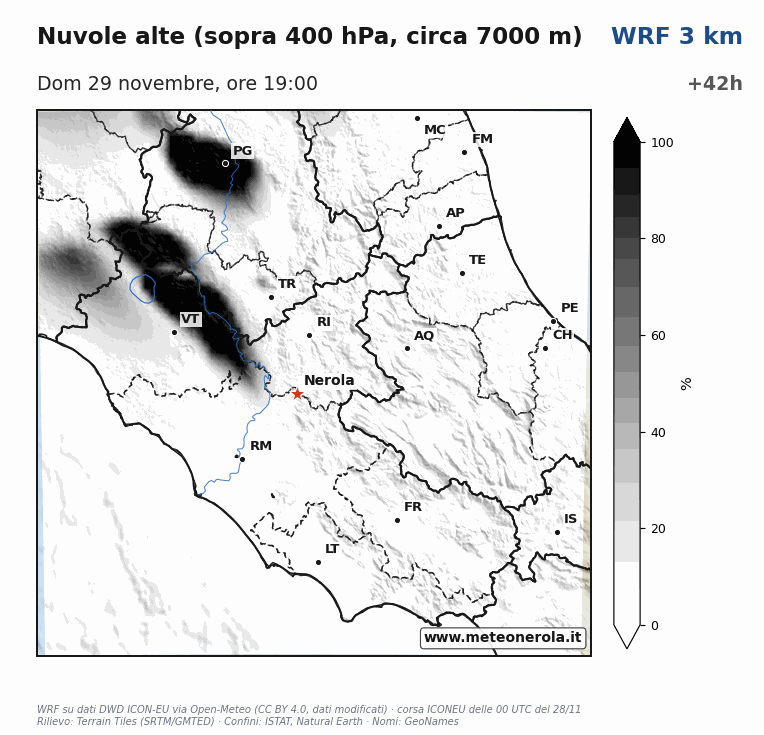 Nuvole alte (sopra 400 hPa, circa 7000 m) WRF 3 km
Dom 29 novembre, ore 19:00 +42h
MC
FM
PG
AP
TE
TR
PE
VT
RI
AQ
CH
Nerola
RM
FR
IS
LT
www.meteonerola.it
100
80
60
40
20
0
%
WRF su dati DWD ICON-EU via Open-Meteo (CC BY 4.0, dati modificati) · corsa ICONEU delle 00 UTC del 28/11
Rilievo: Terrain Tiles (SRTM/GMTED) · Confini: ISTAT, Natural Earth · Nomi: GeoNames